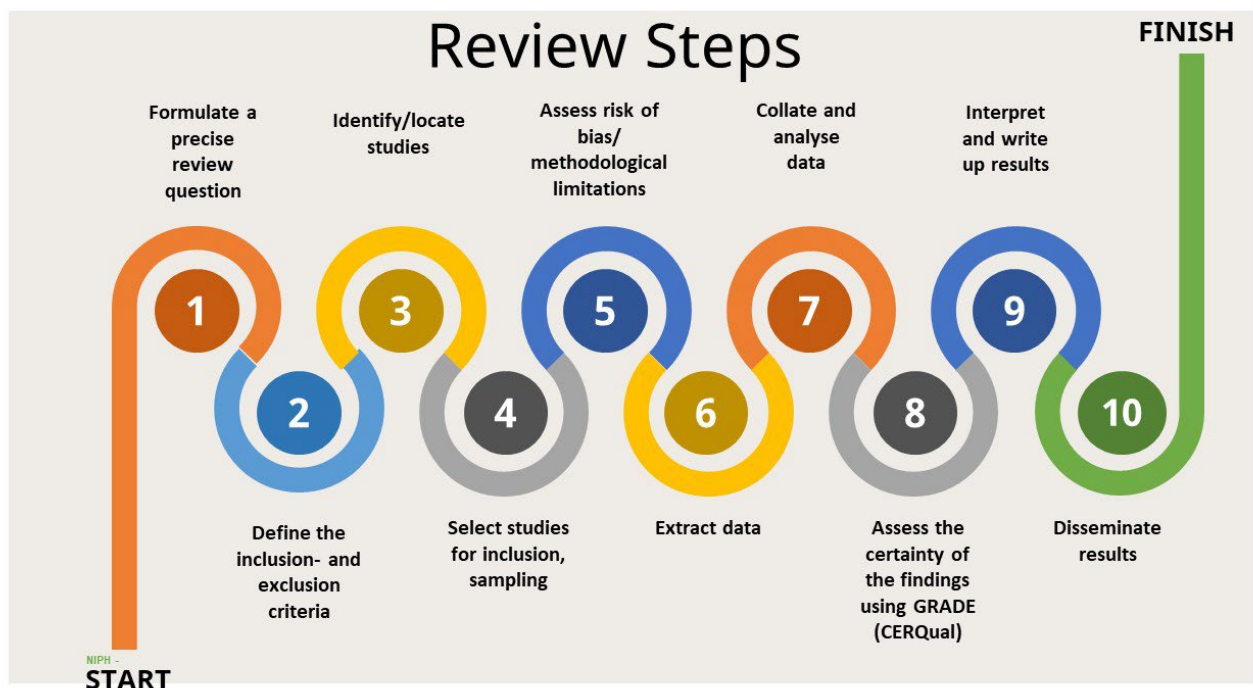 Review Steps
FINISH
Formulate a
precise
review
question
Identify/locate
studies
Assess risk of
bias/
methodological
limitations
Collate and
analyse
data
Interpret
and write
up results
1
3
5
7
9
2
4
6
8
10
Define the
inclusion- and
exclusion
criteria
Select studies
for inclusion,
sampling
Extract data
Assess the
certainty of
the findings
using GRADE
(CERQual)
Disseminate
results
NIPH -
START